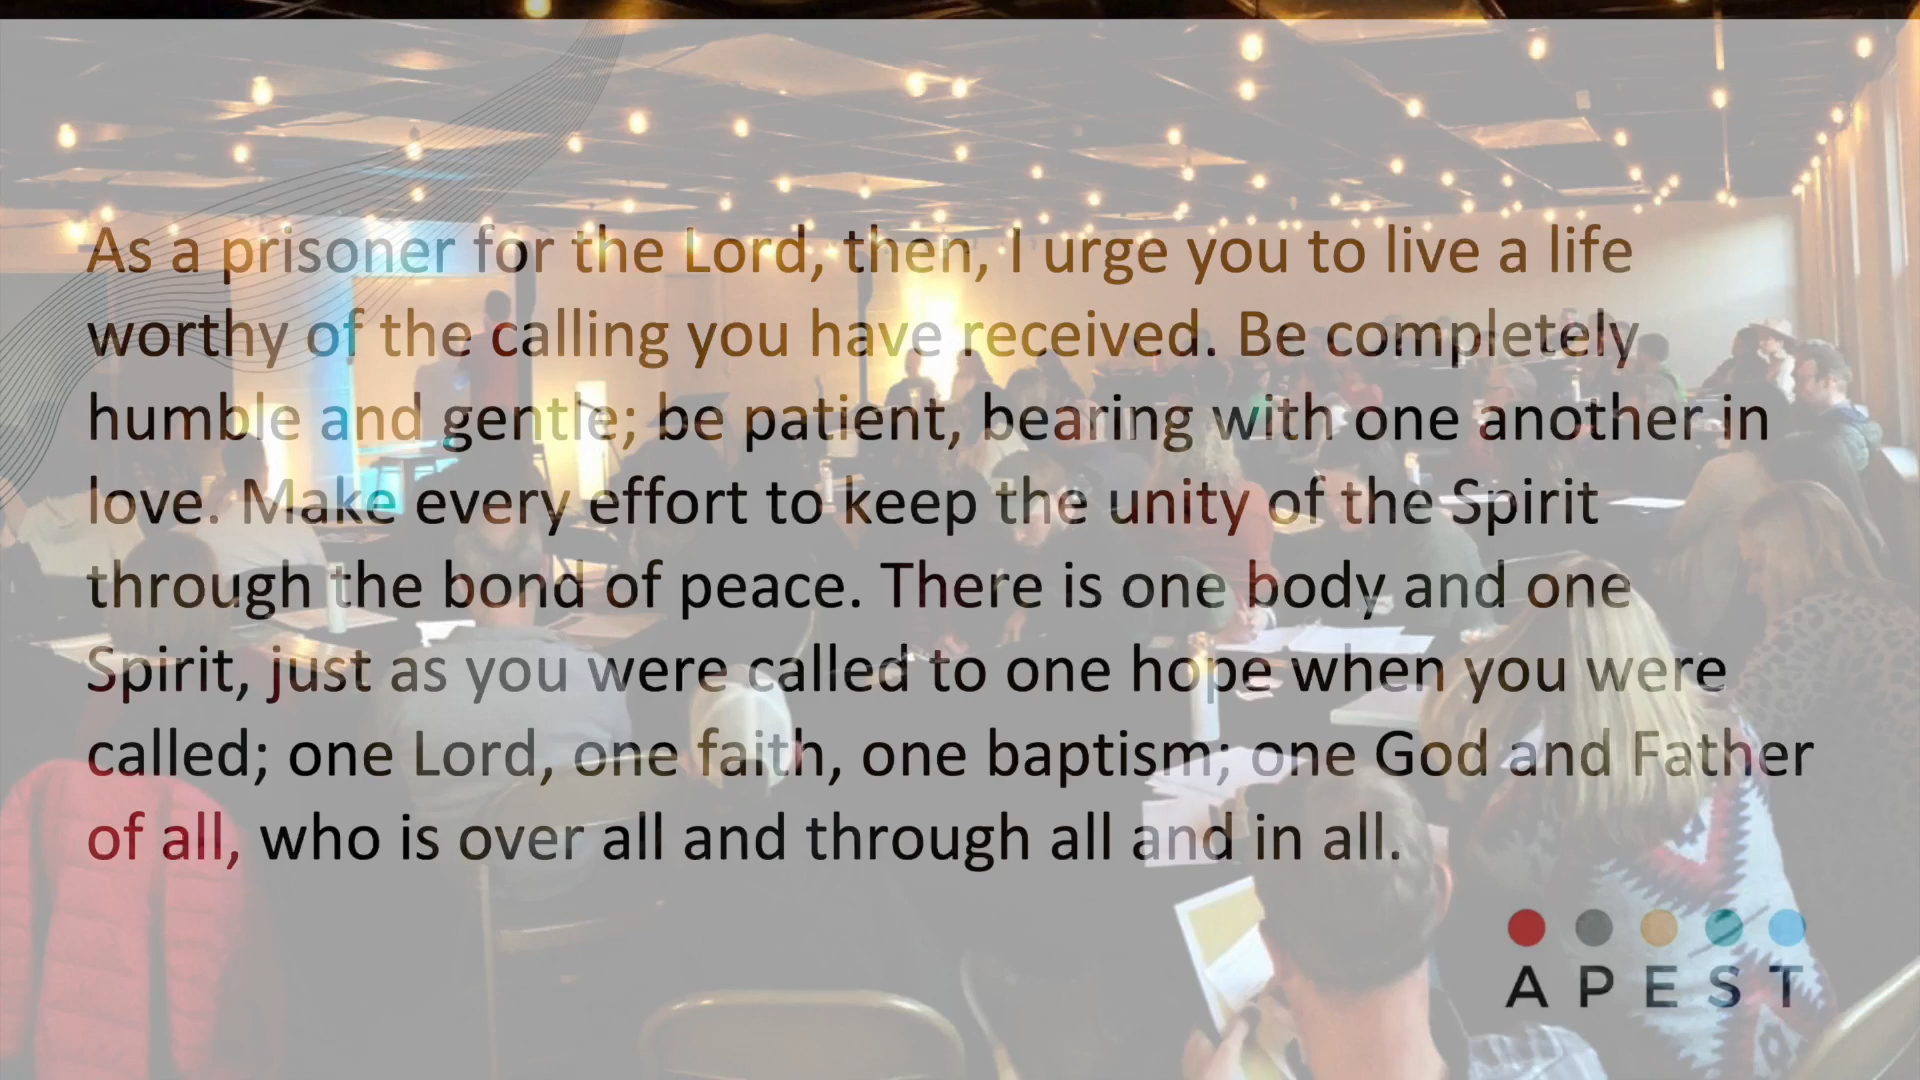 As a prisoner for the Lord, then, I urge you to live a life
worthy of the calling you have received. Be completely
humble and gentle; be patient, bearing with one another in
love. Make every effort to keep the unity of the Spirit
through the bond of peace. There is one body and one
Spirit, just as you were called to one hope when you were
called; one Lord, one faith, one baptism; one God and Father
of all, who is over all and through all and in all.
APEST